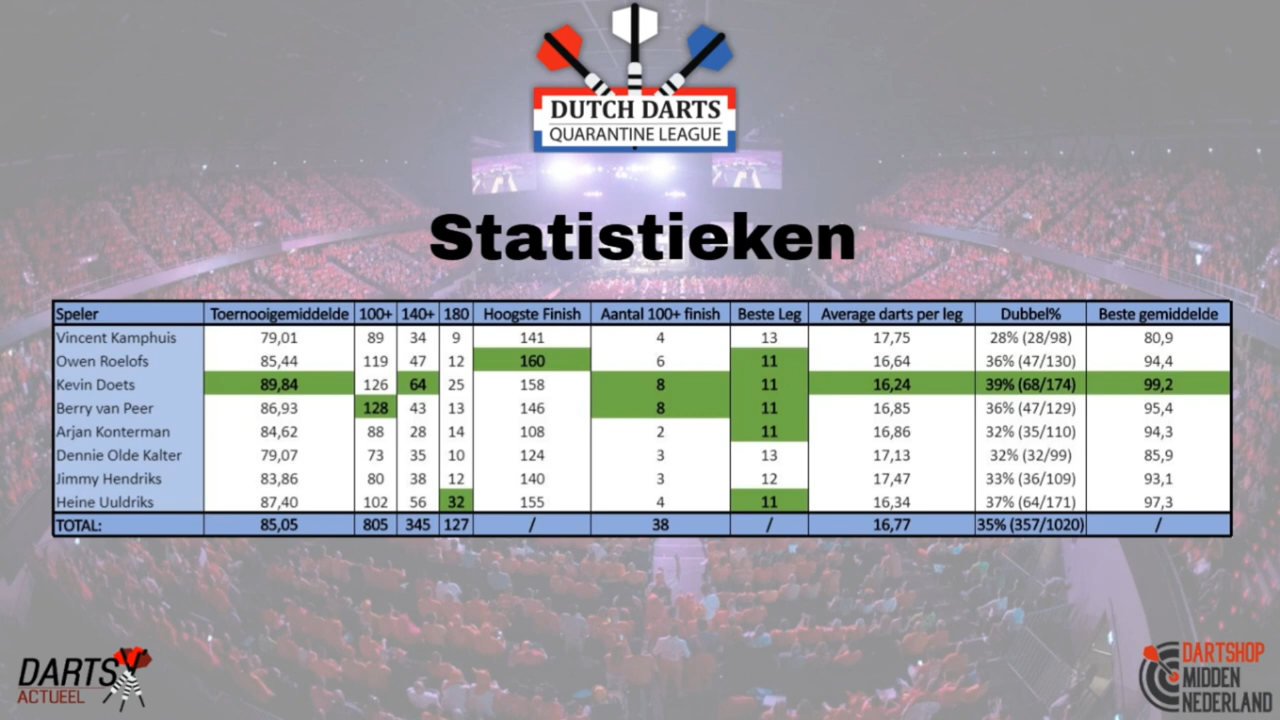 DUTCH DARTS
QUARANTINE LEAGUE
Statistieken
Speler Toernooigemiddelde 100+ 140+ 180 Hoogste Finish Aantal 100+ finish Beste Leg Average darts per leg Dubbel% Beste gemiddelde
Vincent Kamphuis 79,01 89 34 9 141 4 13 17,75 28% (28/98) 80,9
Owen Roelofs 85,44 119 47 12 160 6 11 16,64 36% (47/130) 94,4
Kevin Doets 89,84 126 64 25 158 8 11 16,24 39% (68/174) 99,2
Berry van Peer 86,93 128 43 13 146 8 11 16,85 36% (47/129) 95,4
Arjan Konterman 84,62 88 28 14 108 2 11 16,86 32% (35/110) 94,3
Dennie Olde Kalter 79,07 73 35 10 124 3 13 17,13 32% (32/99) 85,9
Jimmy Hendriks 83,86 80 38 12 140 3 12 17,47 33% (36/109) 93,1
Heine Uuldriks 87,40 102 56 32 155 4 11 16,34 37% (64/171) 97,3
TOTAL: 85,05 805 345 127 / 38 / 16,77 35% (357/1020) /
DARTS
ACTUEEL
DARTSHOP
MIDDEN
NEDERLAND